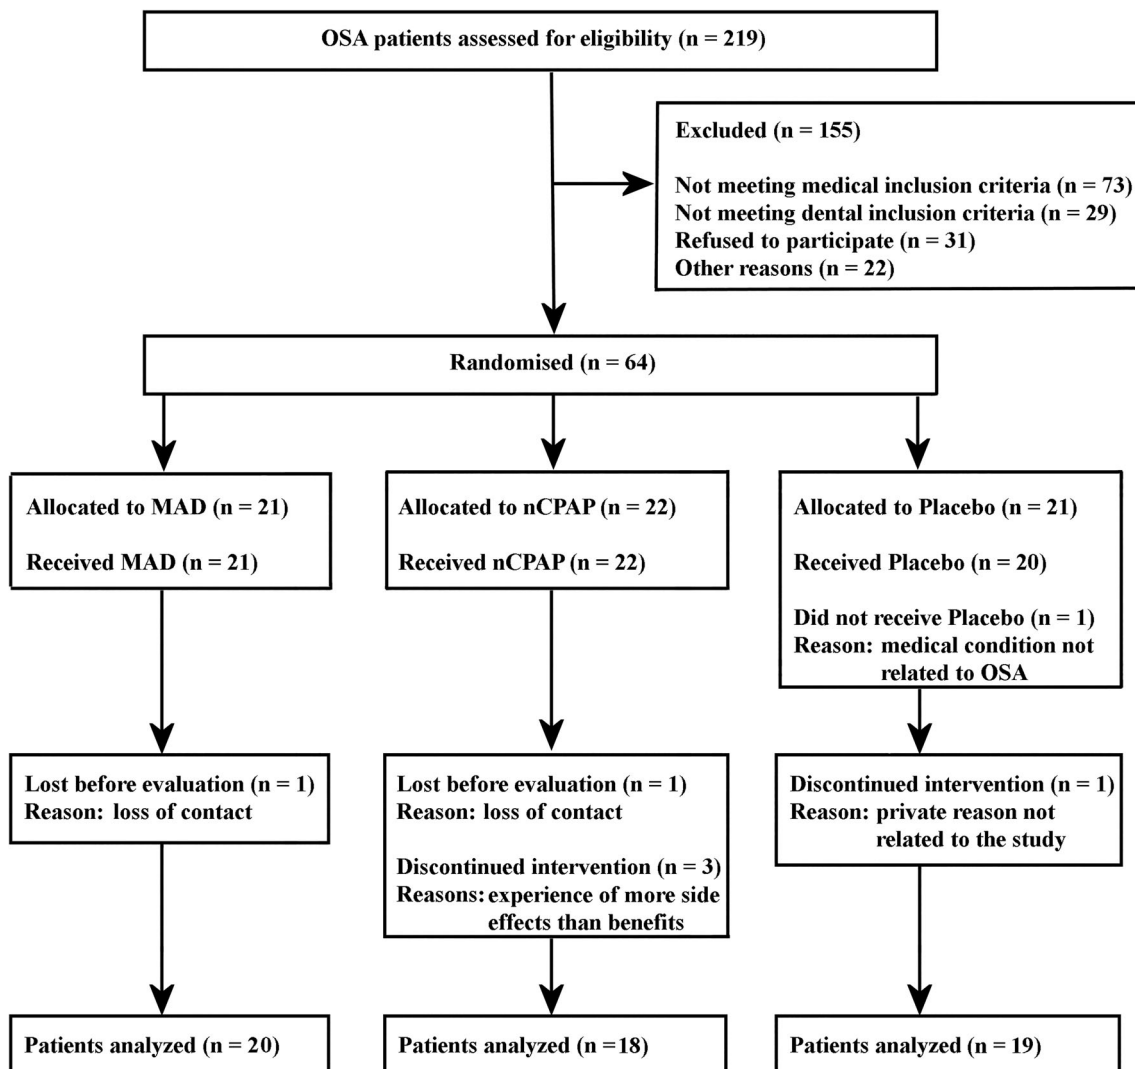 OSA patients assessed for eligibility (n = 219)
Excluded (n = 155)
Not meeting medical inclusion criteria (n = 73)
Not meeting dental inclusion criteria (n = 29)
Refused to participate (n = 31)
Other reasons (n = 22)
Randomised (n = 64)
Allocated to MAD (n = 21)
Received MAD (n = 21)
Allocated to nCPAP (n = 22)
Received nCPAP (n = 22)
Allocated to Placebo (n = 21)
Received Placebo (n = 20)
Did not receive Placebo (n = 1)
Reason: medical condition not
related to OSA
Lost before evaluation (n = 1)
Reason: loss of contact
Lost before evaluation (n = 1)
Reason: loss of contact
Discontinued intervention (n = 3)
Reasons: experience of more side
effects than benefits
Discontinued intervention (n = 1)
Reason: private reason not
related to the study
Patients analyzed (n = 20)
Patients analyzed (n =18)
Patients analyzed (n = 19)